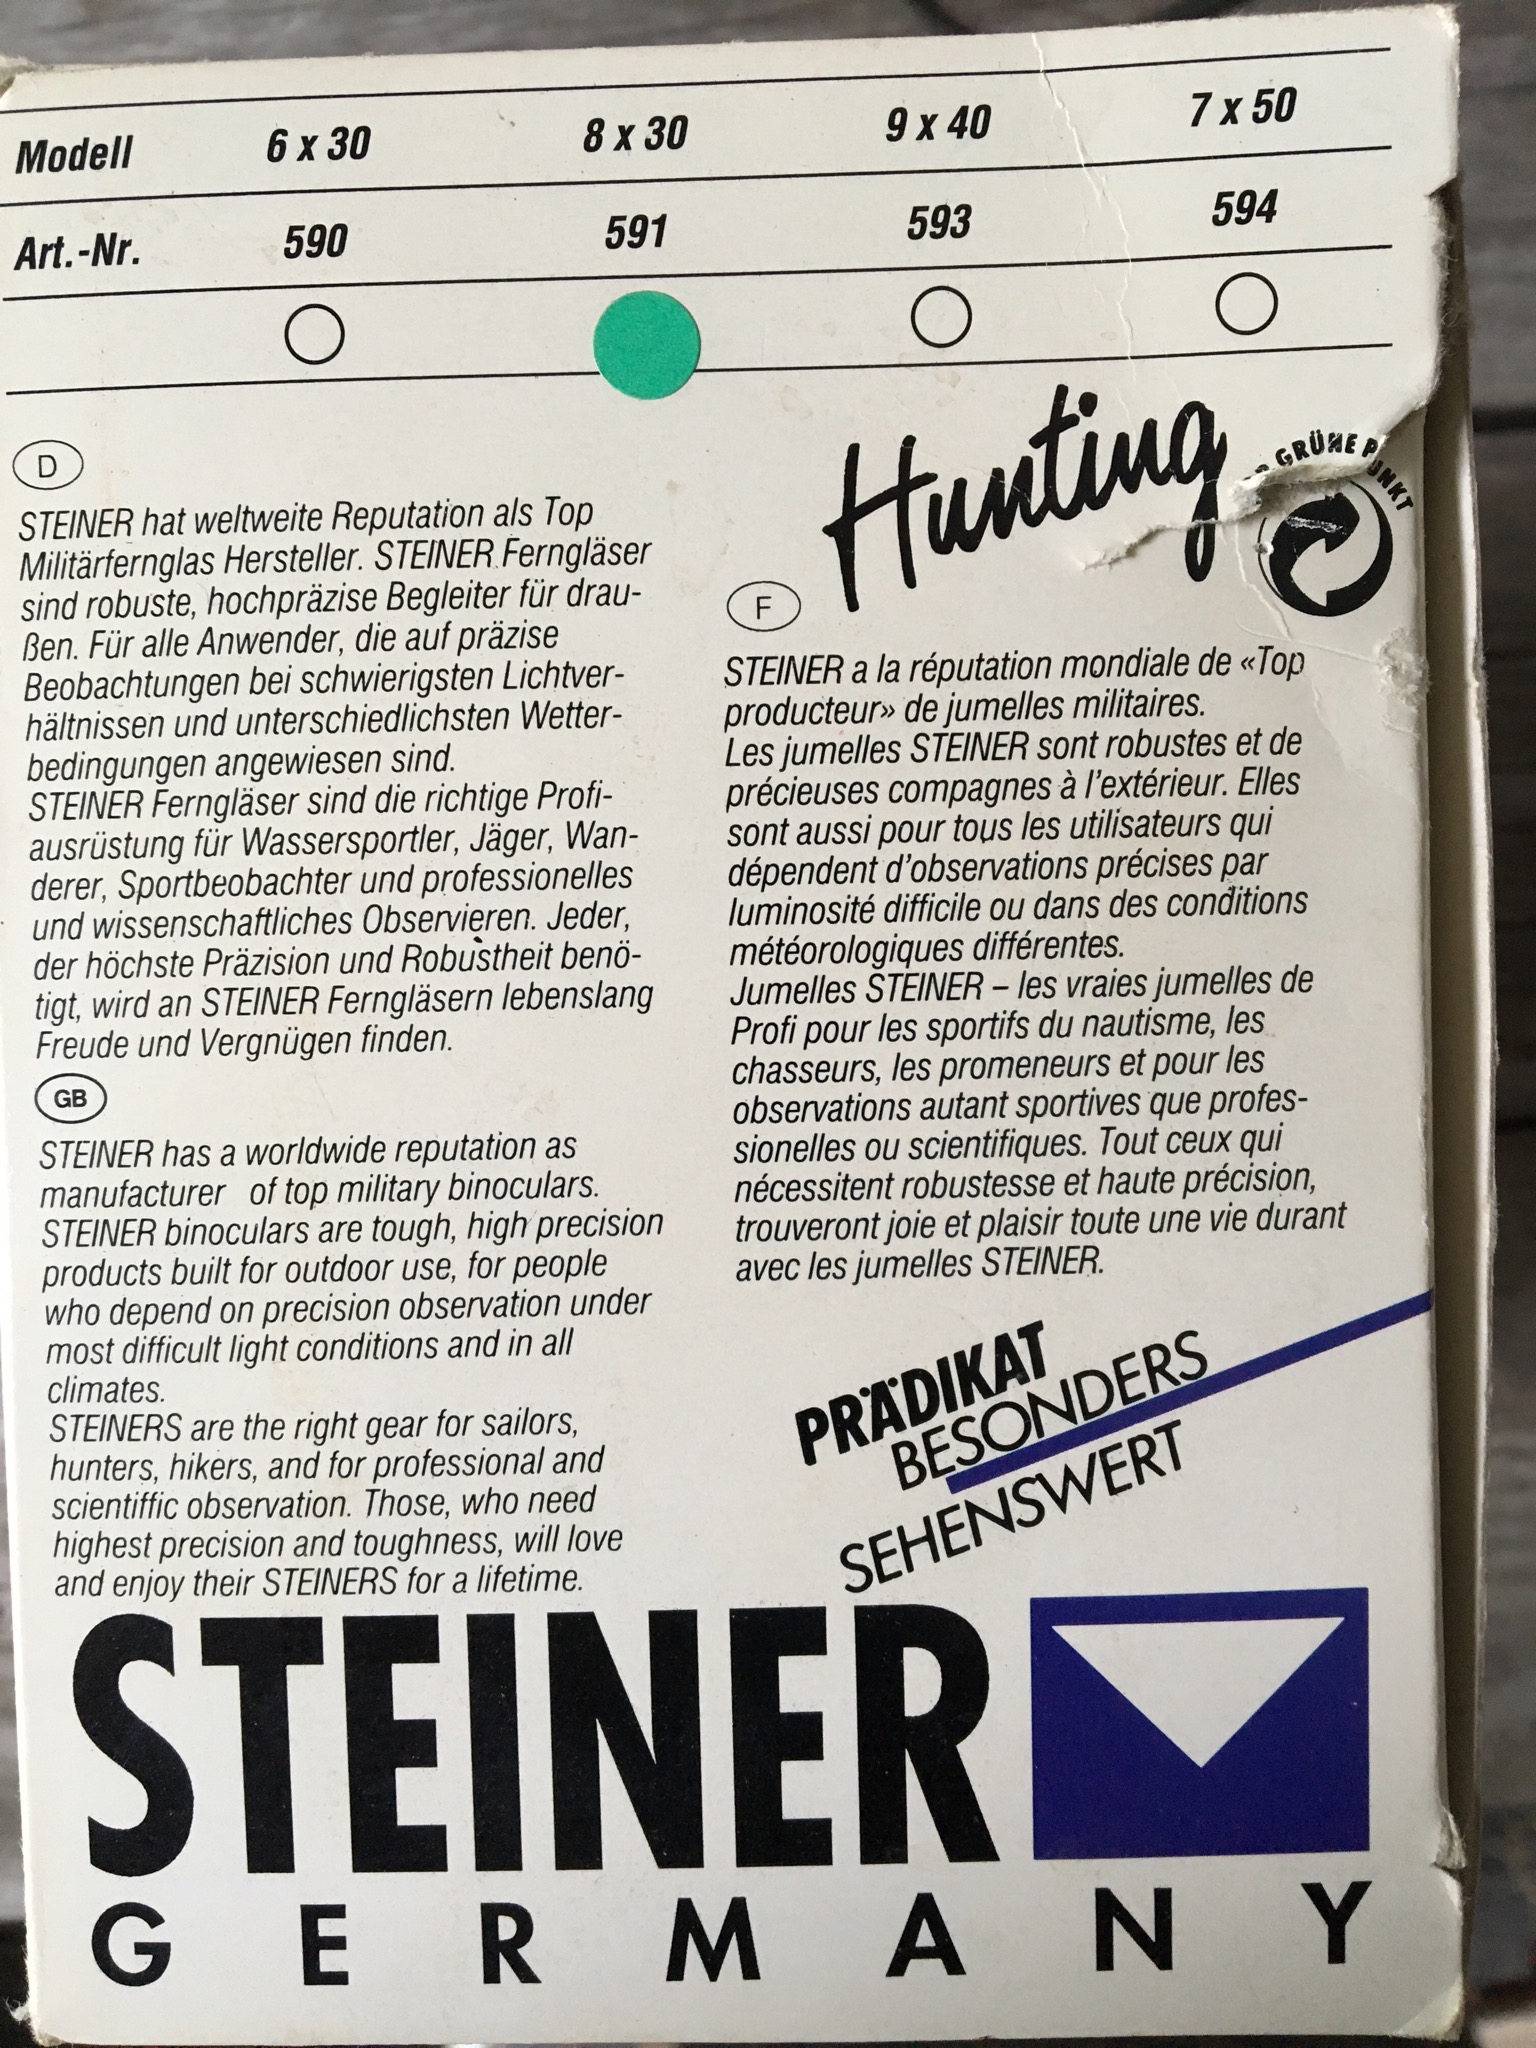 Modell 6 x 30 8 x 30 9 x 40 7 x 50
Art.-Nr. 590 591 593 594
Hunting
GRÜNE PUNKT
D
STEINER hat weltweite Reputation als Top
Militärfernglas Hersteller. STEINER Ferngläser
sind robuste, hochpräzise Begleiter für drau-
ßen. Für alle Anwender, die auf präzise
Beobachtungen bei schwierigsten Lichtver-
hältnissen und unterschiedlichsten Wetter-
bedingungen angewiesen sind.
STEINER Ferngläser sind die richtige Profi-
ausrüstung für Wassersportler, Jäger, Wan-
derer, Sportbeobachter und professionelles
und wissenschaftliches Observieren. Jeder,
der höchste Präzision und Robustheit benö-
tigt, wird an STEINER Ferngläsern lebenslang
Freude und Vergnügen finden.
GB
STEINER has a worldwide reputation as
manufacturer of top military binoculars.
STEINER binoculars are tough, high precision
products built for outdoor use, for people
who depend on precision observation under
most difficult light conditions and in all
climates.
STEINERS are the right gear for sailors,
hunters, hikers, and for professional and
scientiffic observation. Those, who need
highest precision and toughness, will love
and enjoy their STEINERS for a lifetime.
F
STEINER a la réputation mondiale de «Top
producteur» de jumelles militaires.
Les jumelles STEINER sont robustes et de
précieuses compagnes à l'extérieur. Elles
sont aussi pour tous les utilisateurs qui
dépendent d'observations précises par
luminosité difficile ou dans des conditions
météorologiques différentes.
Jumelles STEINER – les vraies jumelles de
Profi pour les sportifs du nautisme, les
chasseurs, les promeneurs et pour les
observations autant sportives que profes-
sionelles ou scientifiques. Tout ceux qui
nécessitent robustesse et haute précision,
trouveront joie et plaisir toute une vie durant
avec les jumelles STEINER.
PRÄDIKAT
BESONDERS
SEHENSWERT
STEINER
GERMANY